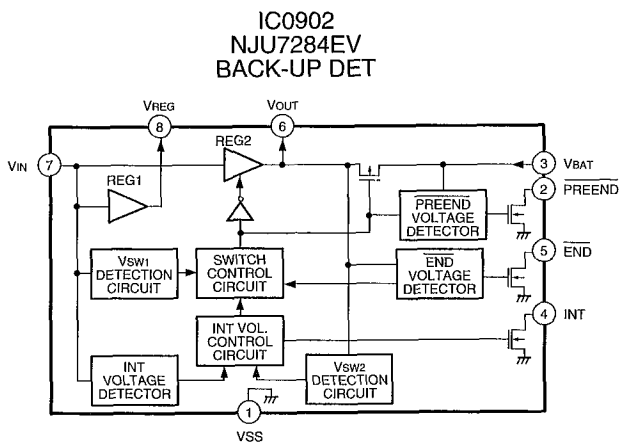 IC0902
NJU7284EV
BACK-UP DET
VREG
VOUT
8
6
REG2
VIN
7
3
VBAT
REG1
2
PREEND
PREEND
VOLTAGE
DETECTOR
VSW1
DETECTION
CIRCUIT
SWITCH
CONTROL
CIRCUIT
END
VOLTAGE
DETECTOR
5
END
4
INT
INT VOL.
CONTROL
CIRCUIT
INT
VOLTAGE
DETECTOR
VSW2
DETECTION
CIRCUIT
1
VSS